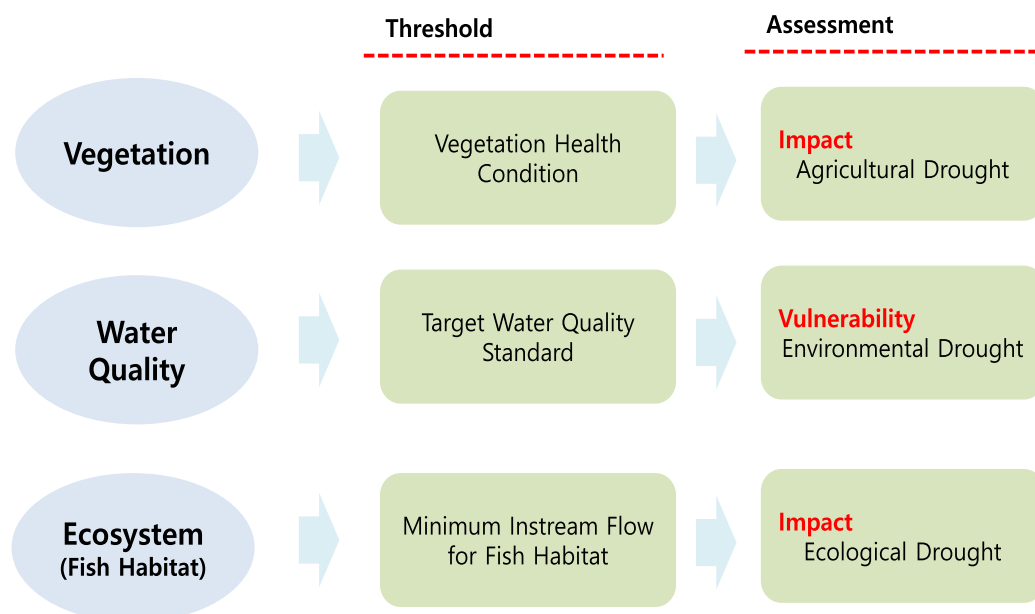 Threshold
Assessment
Vegetation
Vegetation Health
Condition
Impact
Agricultural Drought
Water
Quality
Target Water Quality
Standard
Vulnerability
Environmental Drought
Ecosystem
(Fish Habitat)
Minimum Instream Flow
for Fish Habitat
Impact
Ecological Drought